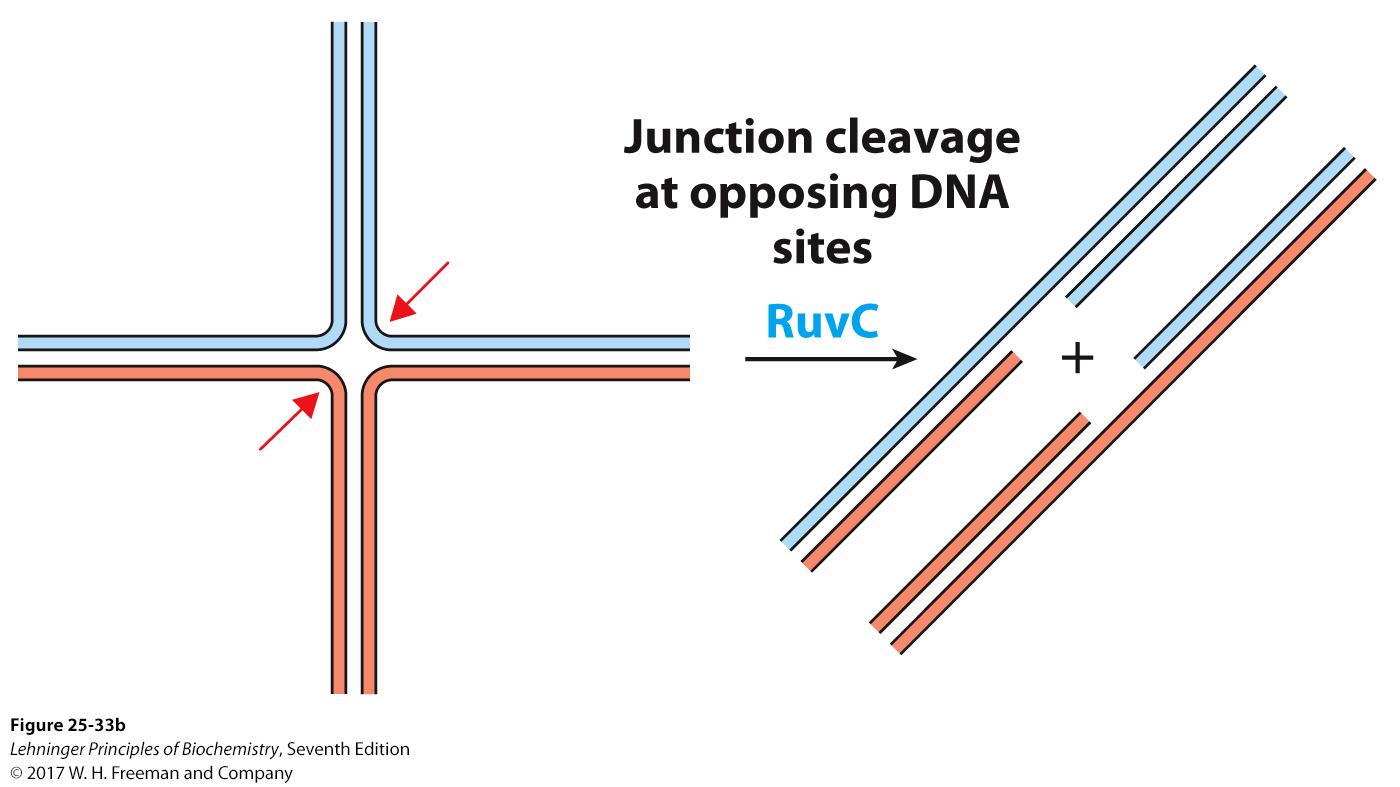 Junction cleavage
at opposing DNA
sites
RuvC
+
Figure 25-33b
Lehninger Principles of Biochemistry, Seventh Edition
© 2017 W. H. Freeman and Company